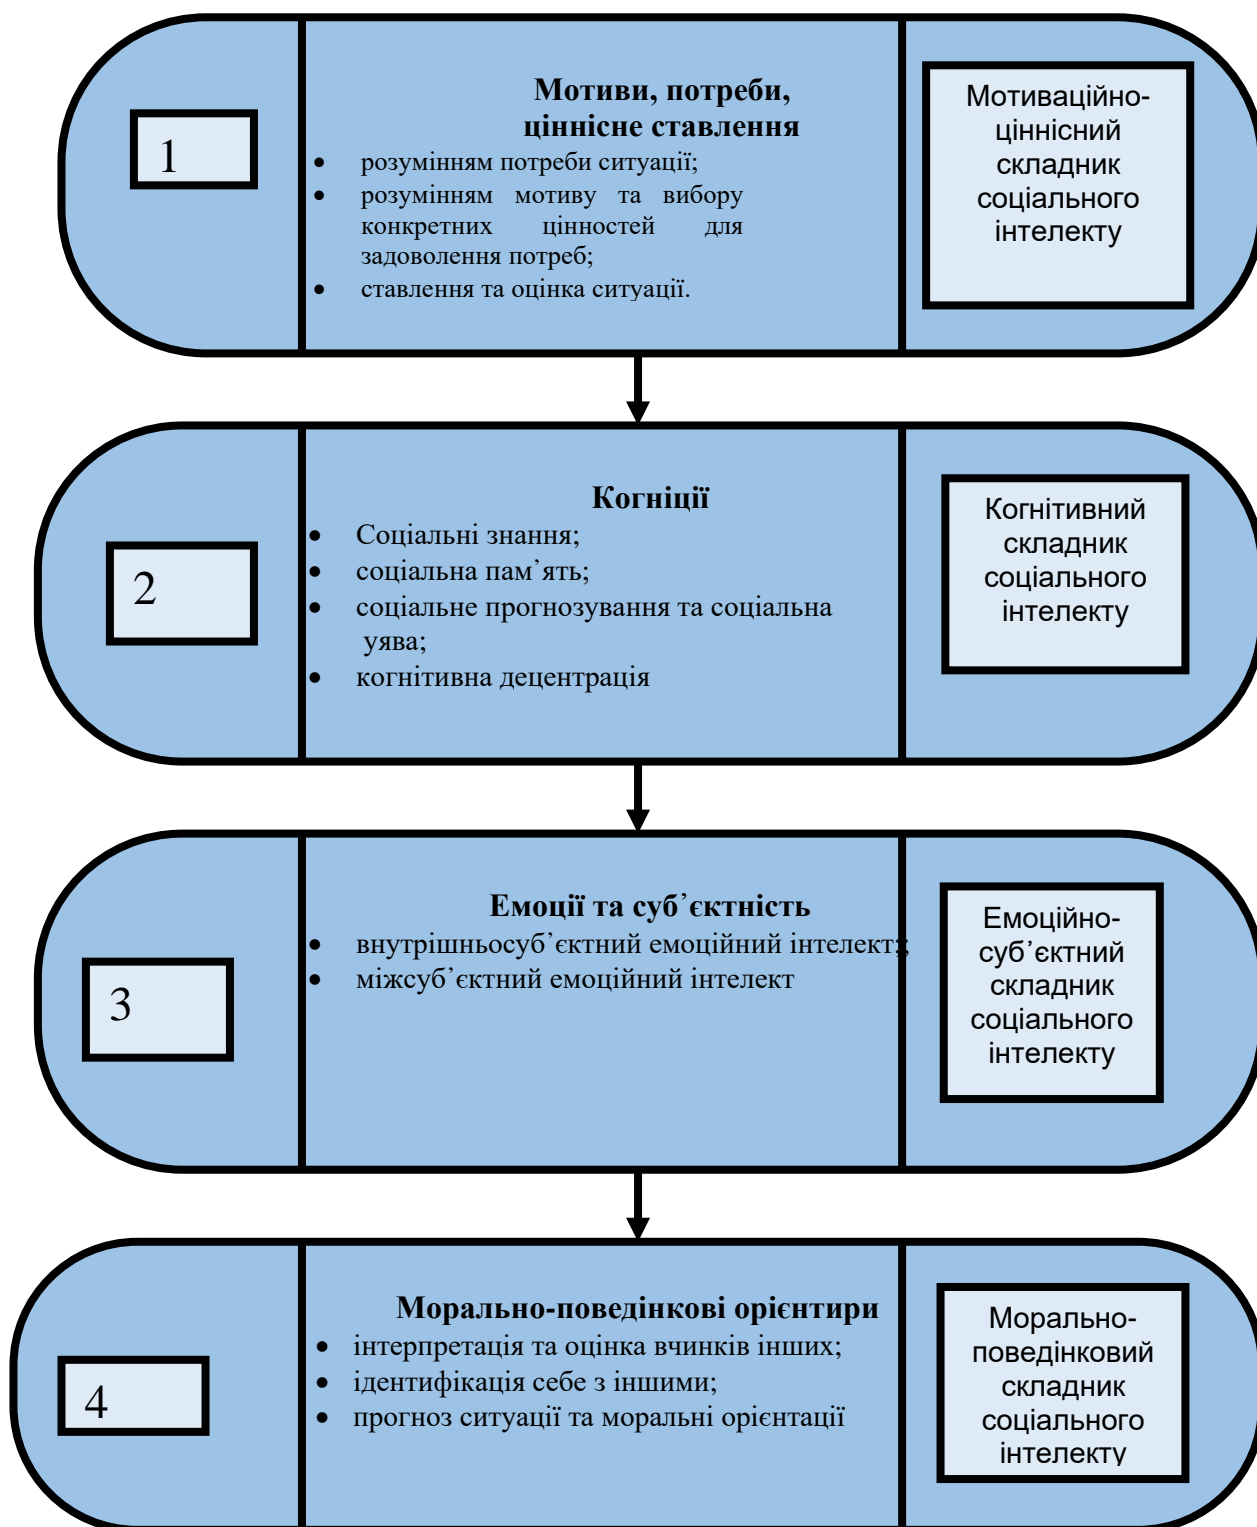 1
Мотиви, потреби,
ціннісне ставлення
• розумінням потреби ситуації;
• розумінням мотиву та вибору
конкретних цінностей для
задоволення потреб;
• ставлення та оцінка ситуації.
Мотиваційно-
ціннісний
складник
соціального
інтелекту
2
Когніції
• Соціальні знання;
• соціальна пам’ять;
• соціальне прогнозування та соціальна
уява;
• когнітивна децентрація
Когнітивний
складник
соціального
інтелекту
3
Емоції та суб’єктність
• внутрішньосуб’єктний емоційний інтелект;;
• міжсуб’єктний емоційний інтелект
Емоційно-
суб’єктний
складник
соціального
інтелекту
4
Морально-поведінкові орієнтири
• інтерпретація та оцінка вчинків інших;
• ідентифікація себе з іншими;
• прогноз ситуації та моральні орієнтації
Морально-
поведінковий
складник
соціального
інтелекту